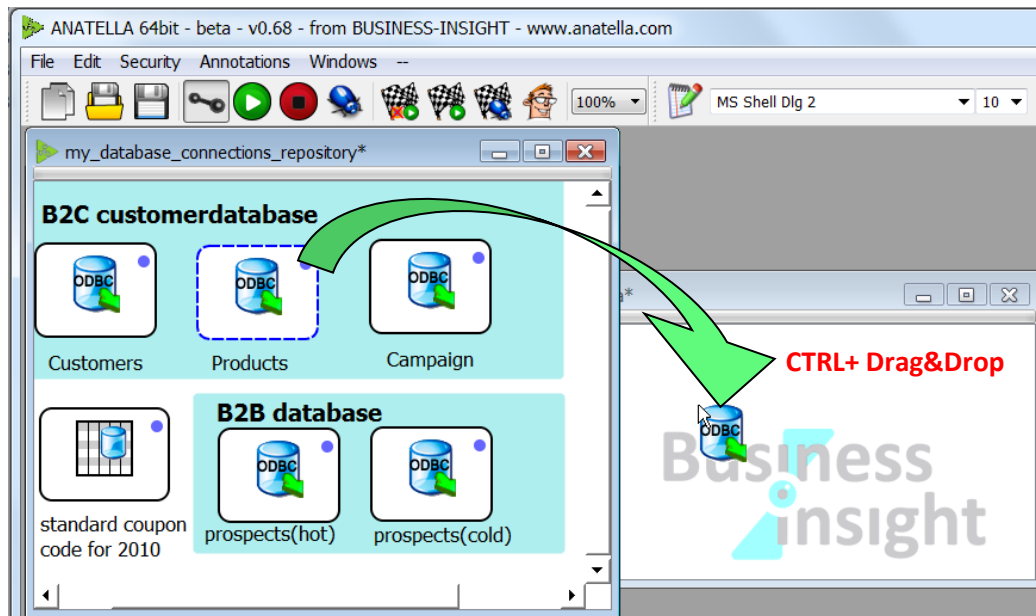 ANATELLA 64bit - beta - v0.68 - from BUSINESS-INSIGHT - www.anatella.com
File Edit Security Annotations Windows --
100% MS Shell Dlg 2 10
my_database_connections_repository*
B2C customerdatabase
ODBC ODBC ODBC
Customers Products Campaign
a*
CTRL+ Drag&Drop
B2B database
ODBC ODBC ODBC
Business
insight
standard coupon
code for 2010
prospects(hot) prospects(cold)